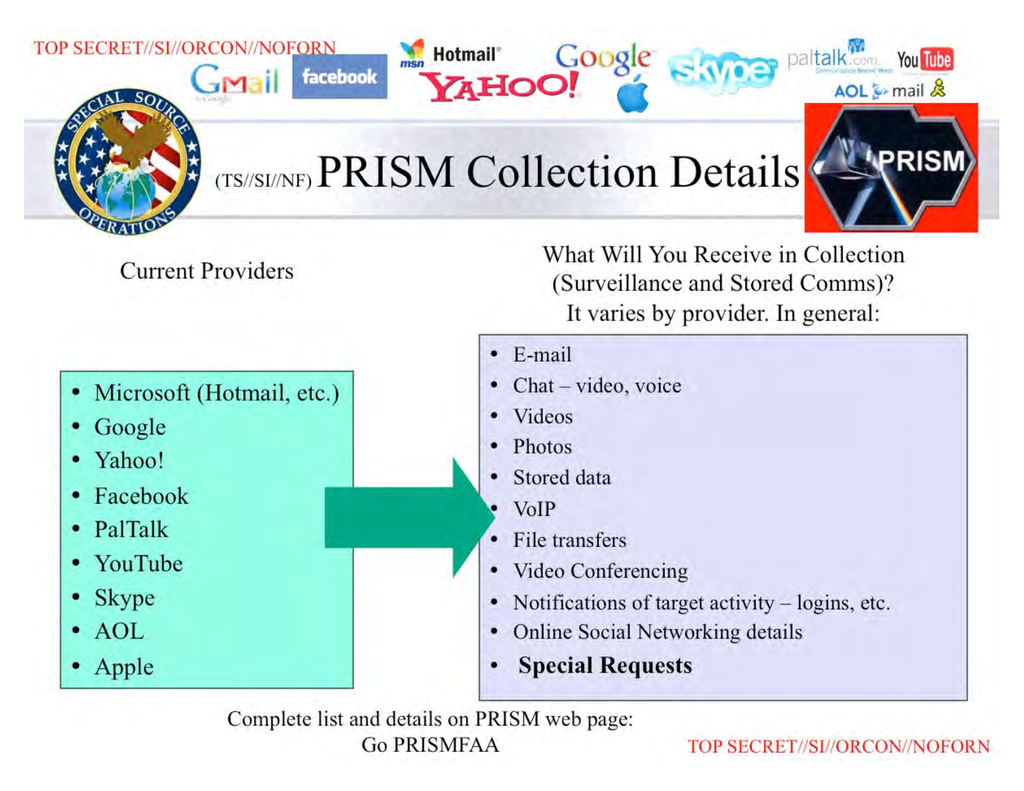 TOP SECRET//SI//ORCON//NOFORN
GMail
by Google
facebook
msn Hotmail
YAHOO!
Google
skype
paltalk.com
Communication Beyond Words
YouTube
AOL mail
SPECIAL SOURCE OPERATIONS
(TS//SI//NF) PRISM Collection Details
PRISM
Current Providers
• Microsoft (Hotmail, etc.)
• Google
• Yahoo!
• Facebook
• PalTalk
• YouTube
• Skype
• AOL
• Apple
What Will You Receive in Collection
(Surveillance and Stored Comms)?
It varies by provider. In general:
• E-mail
• Chat – video, voice
• Videos
• Photos
• Stored data
• VoIP
• File transfers
• Video Conferencing
• Notifications of target activity – logins, etc.
• Online Social Networking details
• Special Requests
Complete list and details on PRISM web page:
Go PRISMFAA
TOP SECRET//SI//ORCON//NOFORN